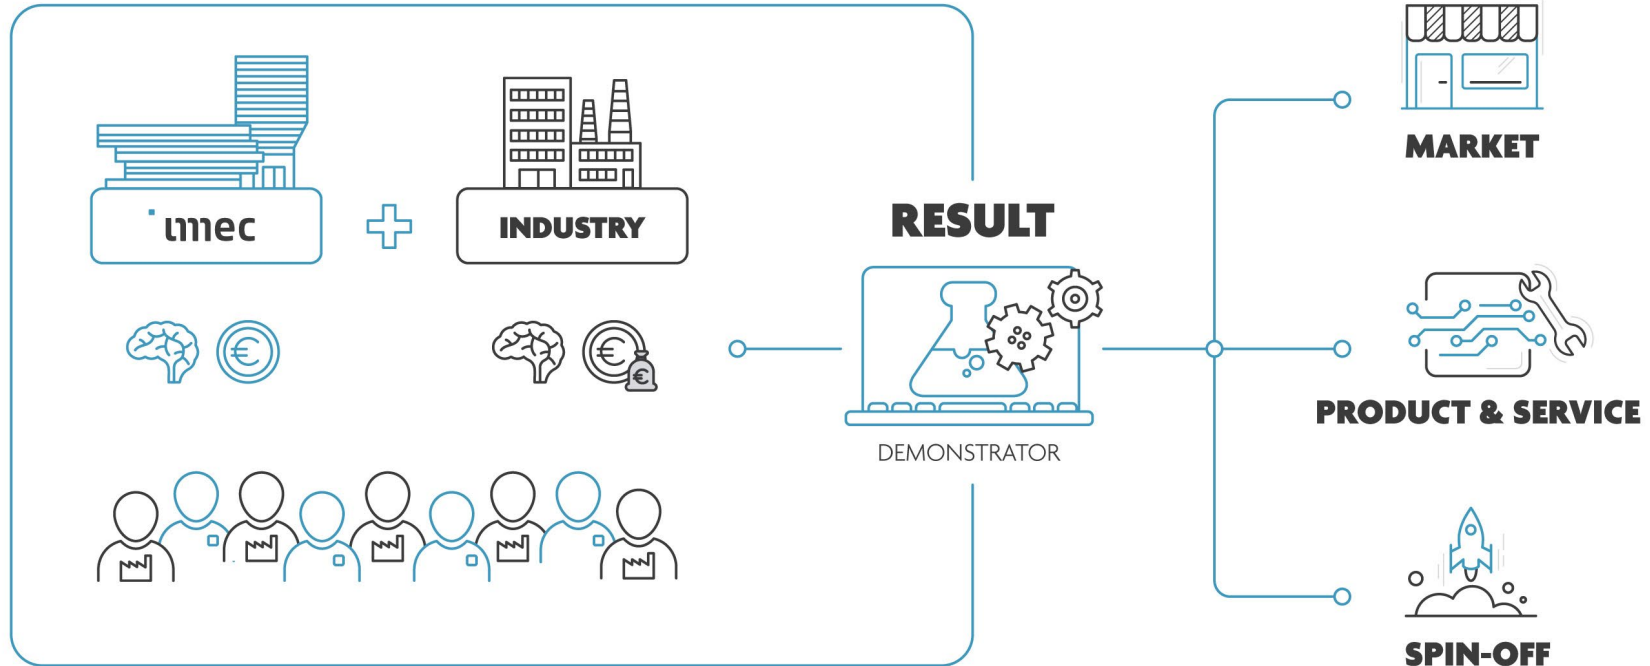 imec
INDUSTRY
€
€
€
RESULT
DEMONSTRATOR
MARKET
PRODUCT & SERVICE
SPIN-OFF